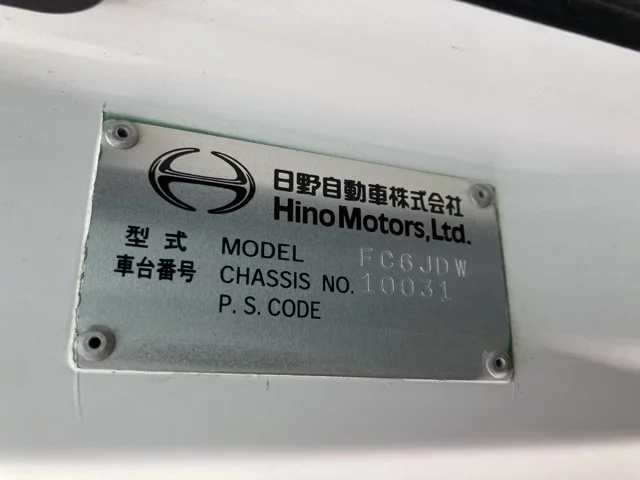 日野自動車株式会社
Hino Motors, Ltd.
型式 MODEL FC6JDW
車台番号 CHASSIS NO. 10031
P. S. CODE